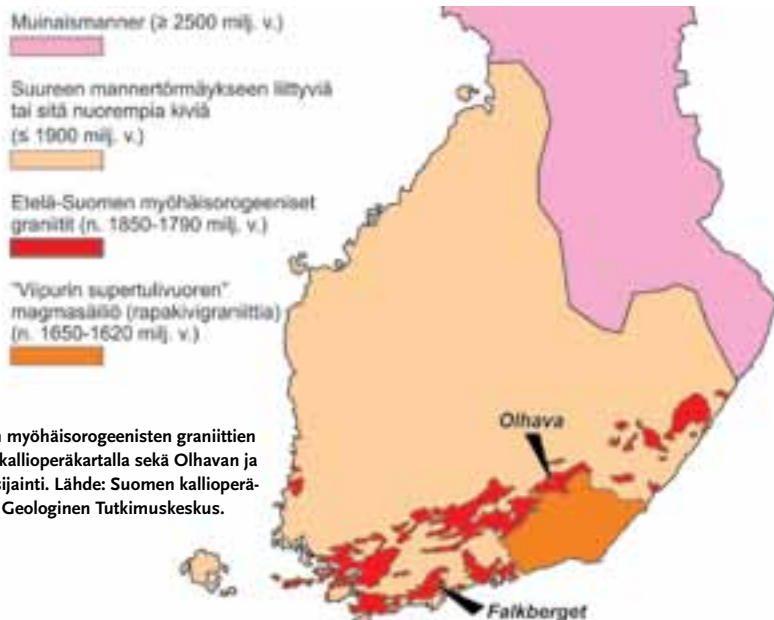 Muinaismanner (≥ 2500 milj. v.)
Suureen mannertörmäykseen liittyviä
tai sitä nuorempia kiviä
(≤ 1900 milj. v.)
Etelä-Suomen myöhäisorogeeniset
graniitit (n. 1850-1790 milj. v.)
"Viipurin supertulivuoren"
magmasäiliö (rapakivigraniittia)
(n. 1650-1620 milj. v.)
myöhäisorogeenisten graniittien
kallioperäkartalla sekä Olhavan ja
sijainti. Lähde: Suomen kallioperä-
Geologinen Tutkimuskeskus.
Olhava
Falkberget